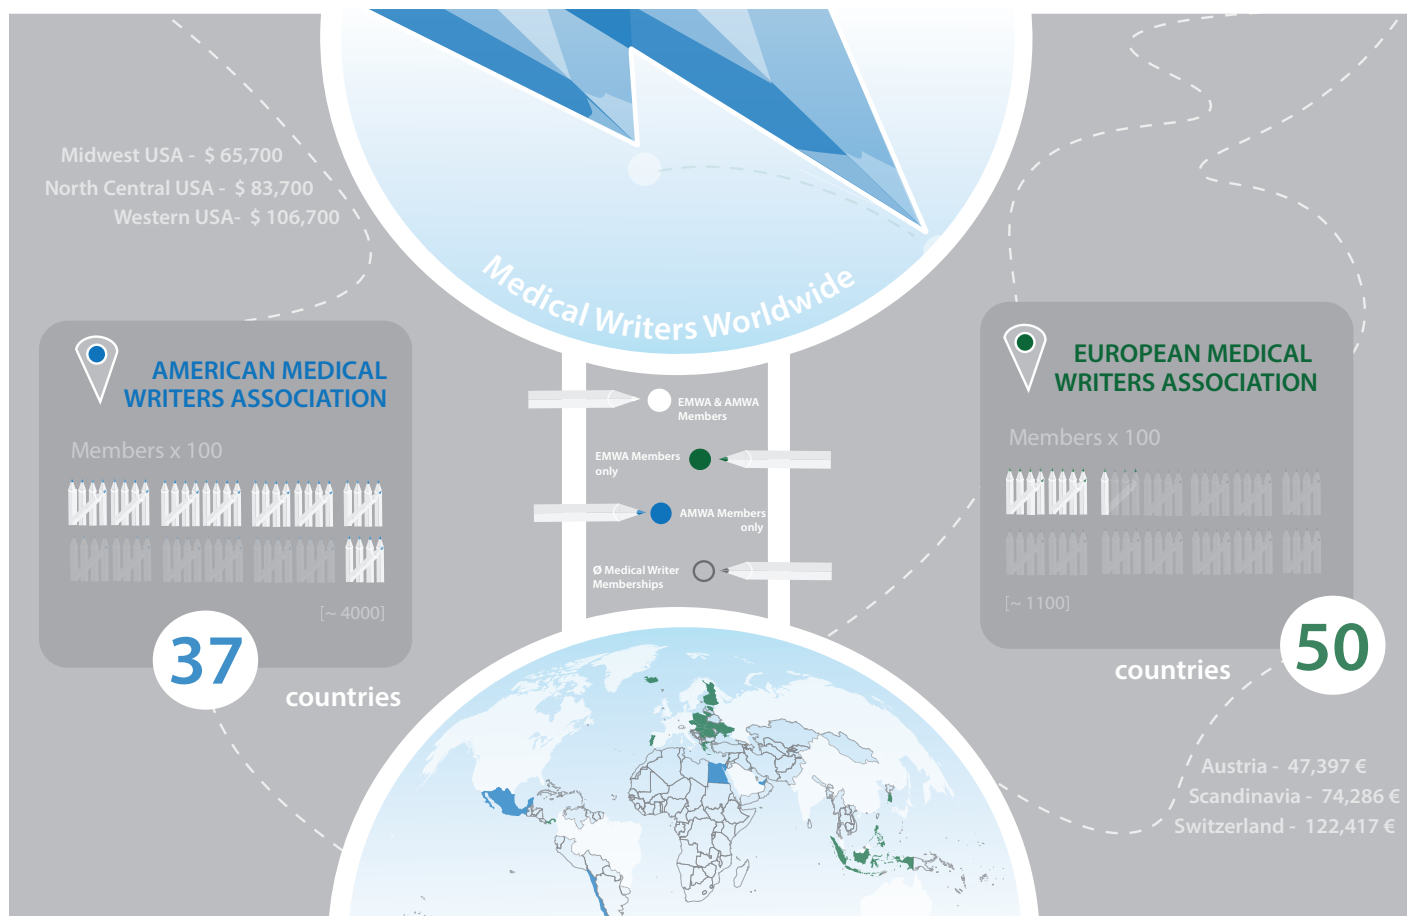 Midwest USA - $ 65,700
North Central USA - $ 83,700
Western USA- $ 106,700
Medical Writers Worldwide
AMERICAN MEDICAL
WRITERS ASSOCIATION
Members x 100
[~ 4000]
37
countries
EMWA & AMWA
Members
EMWA Members
only
AMWA Members
only
Ø Medical Writer
Memberships
EUROPEAN MEDICAL
WRITERS ASSOCIATION
Members x 100
[~ 1100]
50
countries
Austria - 47,397 €
Scandinavia - 74,286 €
Switzerland - 122,417 €